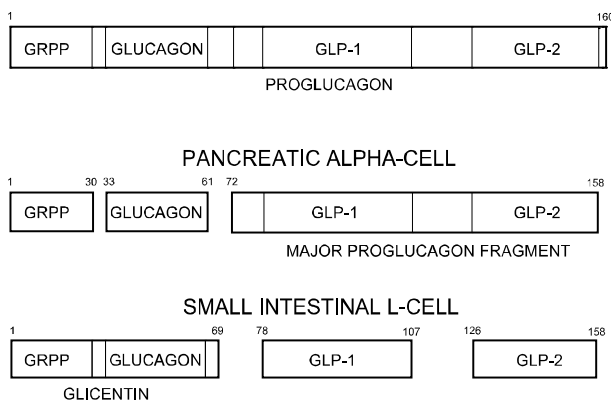 1 160
GRPP GLUCAGON GLP-1 GLP-2
PROGLUCAGON
PANCREATIC ALPHA-CELL
1 30 33 61 72 158
GRPP GLUCAGON GLP-1 GLP-2
MAJOR PROGLUCAGON FRAGMENT
SMALL INTESTINAL L-CELL
1 69 78 107 126 158
GRPP GLUCAGON GLP-1 GLP-2
GLICENTIN